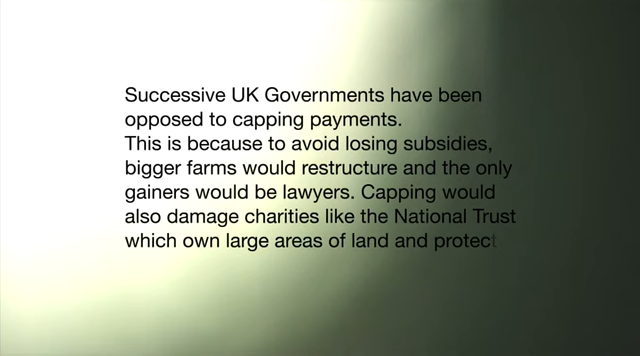 Successive UK Governments have been
opposed to capping payments.
This is because to avoid losing subsidies,
bigger farms would restructure and the only
gainers would be lawyers. Capping would
also damage charities like the National Trust
which own large areas of land and protect